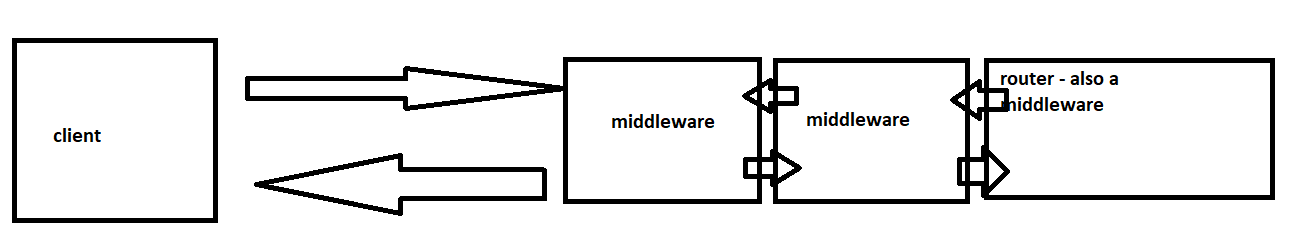 client
middleware
middleware
router - also a
middleware